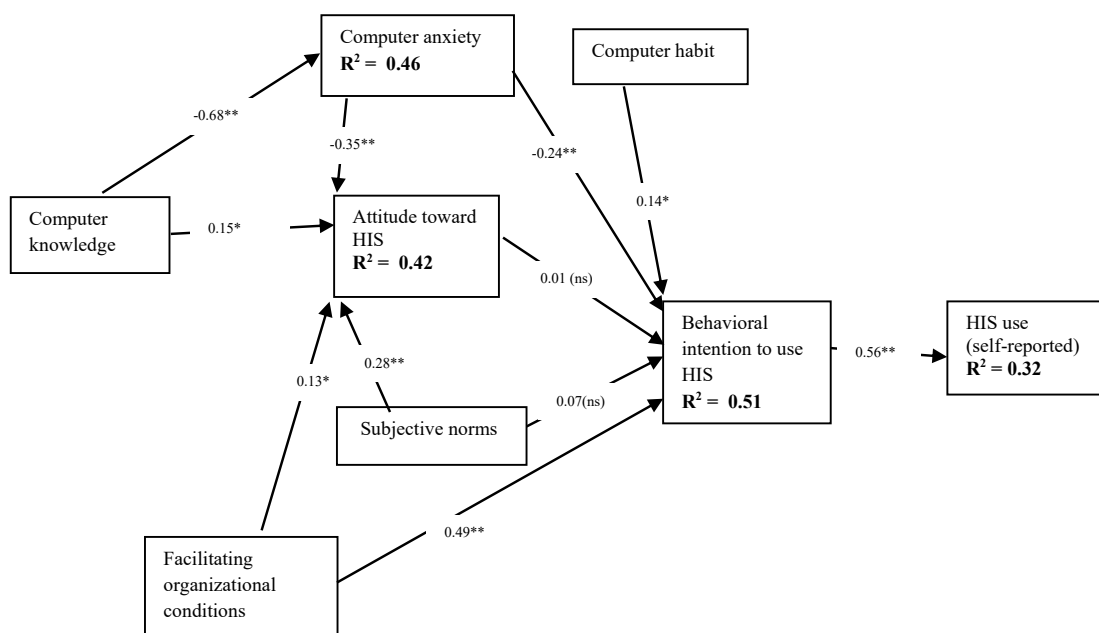 Computer anxiety
R² = 0.46
Computer habit
-0.68**
-0.35**
-0.24**
0.14*
Computer
knowledge
0.15*
Attitude toward
HIS
R² = 0.42
0.01 (ns)
Behavioral
intention to use
HIS
R² = 0.51
0.56**
HIS use
(self-reported)
R² = 0.32
0.13*
0.28**
0.07(ns)
Subjective norms
0.49**
Facilitating
organizational
conditions